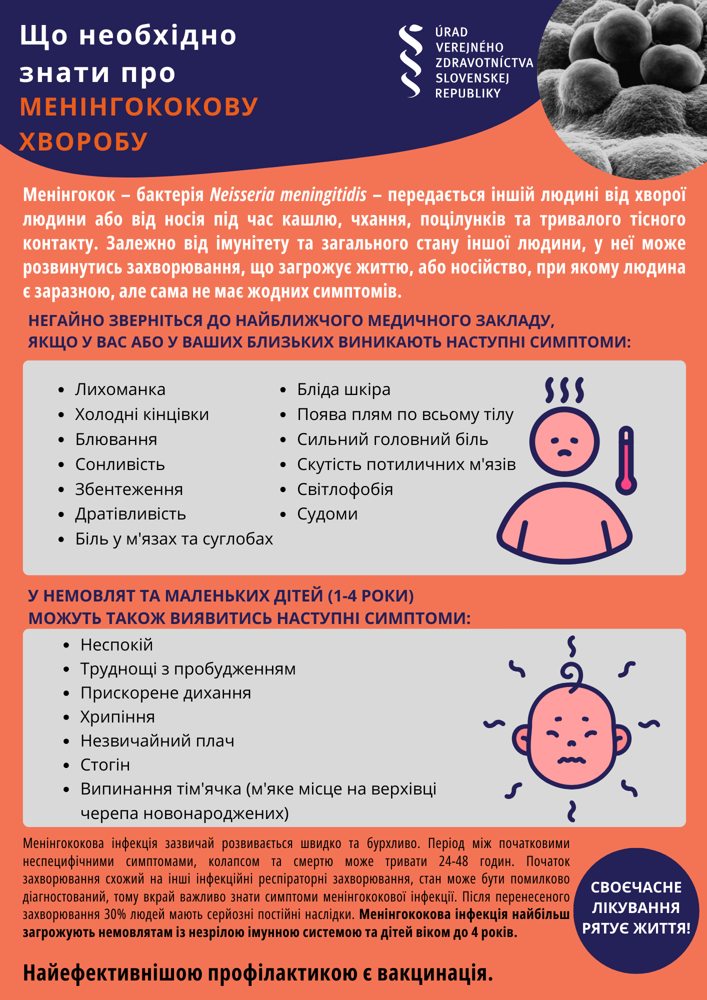 Що необхідно
знати про
МЕНІНГОКОКОВУ
ХВОРОБУ
ÚRAD
VEREJNÉHO
ZDRAVOTNÍCTVA
SLOVENSKEJ
REPUBLIKY
Менінгокок – бактерія Neisseria meningitidis – передається іншій людині від хворої
людини або від носія під час кашлю, чхання, поцілунків та тривалого тісного
контакту. Залежно від імунітету та загального стану іншої людини, у неї може
розвинутись захворювання, що загрожує життю, або носійство, при якому людина
є заразною, але сама не має жодних симптомів.
НЕГАЙНО ЗВЕРНІТЬСЯ ДО НАЙБЛИЖЧОГО МЕДИЧНОГО ЗАКЛАДУ,
ЯКЩО У ВАС АБО У ВАШИХ БЛИЗЬКИХ ВИНИКАЮТЬ НАСТУПНІ СИМПТОМИ:
• Лихоманка
• Холодні кінцівки
• Блювання
• Сонливість
• Збентеження
• Дратівливість
• Біль у м'язах та суглобах
• Бліда шкіра
• Поява плям по всьому тілу
• Сильний головний біль
• Скутість потиличних м'язів
• Світлофобія
• Судоми
У НЕМОВЛЯТ ТА МАЛЕНЬКИХ ДІТЕЙ (1-4 РОКИ)
МОЖУТЬ ТАКОЖ ВИЯВИТИСЬ НАСТУПНІ СИМПТОМИ:
• Неспокій
• Труднощі з пробудженням
• Прискорене дихання
• Хрипіння
• Незвичайний плач
• Стогін
• Випинання тім'ячка (м'яке місце на верхівці
черепа новонароджених)
Менінгококова інфекція зазвичай розвивається швидко та бурхливо. Період між початковими
неспецифічними симптомами, колапсом та смертю може тривати 24-48 годин. Початок
захворювання схожий на інші інфекційні респіраторні захворювання, стан може бути помилково
діагностований, тому вкрай важливо знати симптоми менінгококової інфекції. Після перенесеного
захворювання 30% людей мають серйозні постійні наслідки. Менінгококова інфекція найбільш
загрожують немовлятам із незрілою імунною системою та дітей віком до 4 років.
СВОЄЧАСНЕ
ЛІКУВАННЯ
РЯТУЄ ЖИТТЯ!
Найефективнішою профілактикою є вакцинація.